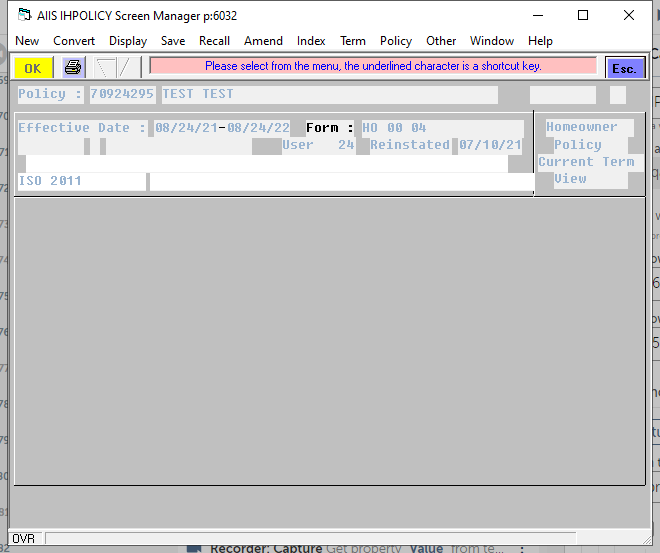 AIIS IHPOLICY Screen Manager p:6032
New Convert Display Save Recall Amend Index Term Policy Other Window Help
OK Please select from the menu, the underlined character is a shortcut key. Esc.
Policy : 70924295 TEST TEST
Effective Date : 08/24/21-08/24/22 Form : HO 00 04 Homeowner
User 24 Reinstated 07/10/21 Policy
Current Term
ISO 2011 View
OVR
Recorder: Capture Get property "Value" from te...